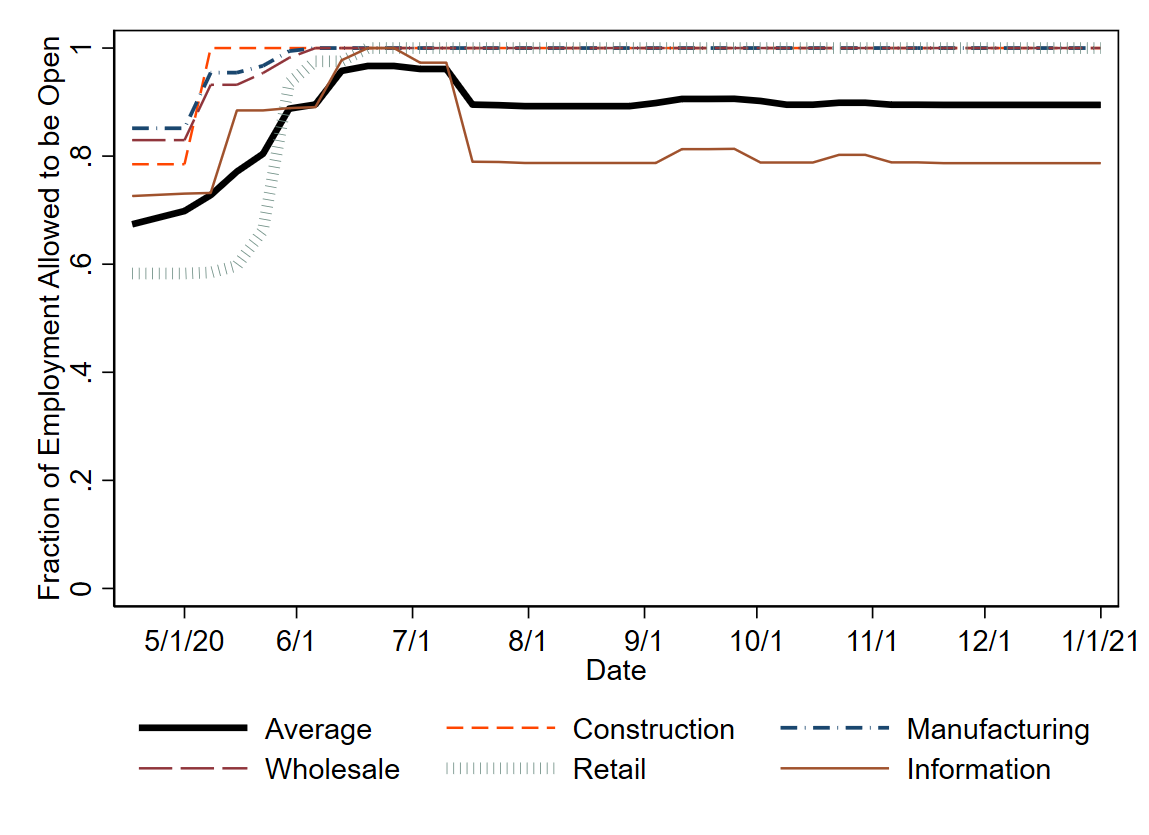 Fraction of Employment Allowed to be Open
1
.8
.6
.4
.2
0
5/1/20 6/1 7/1 8/1 9/1 10/1 11/1 12/1 1/1/21
Date
Average Construction Manufacturing
Wholesale Retail Information